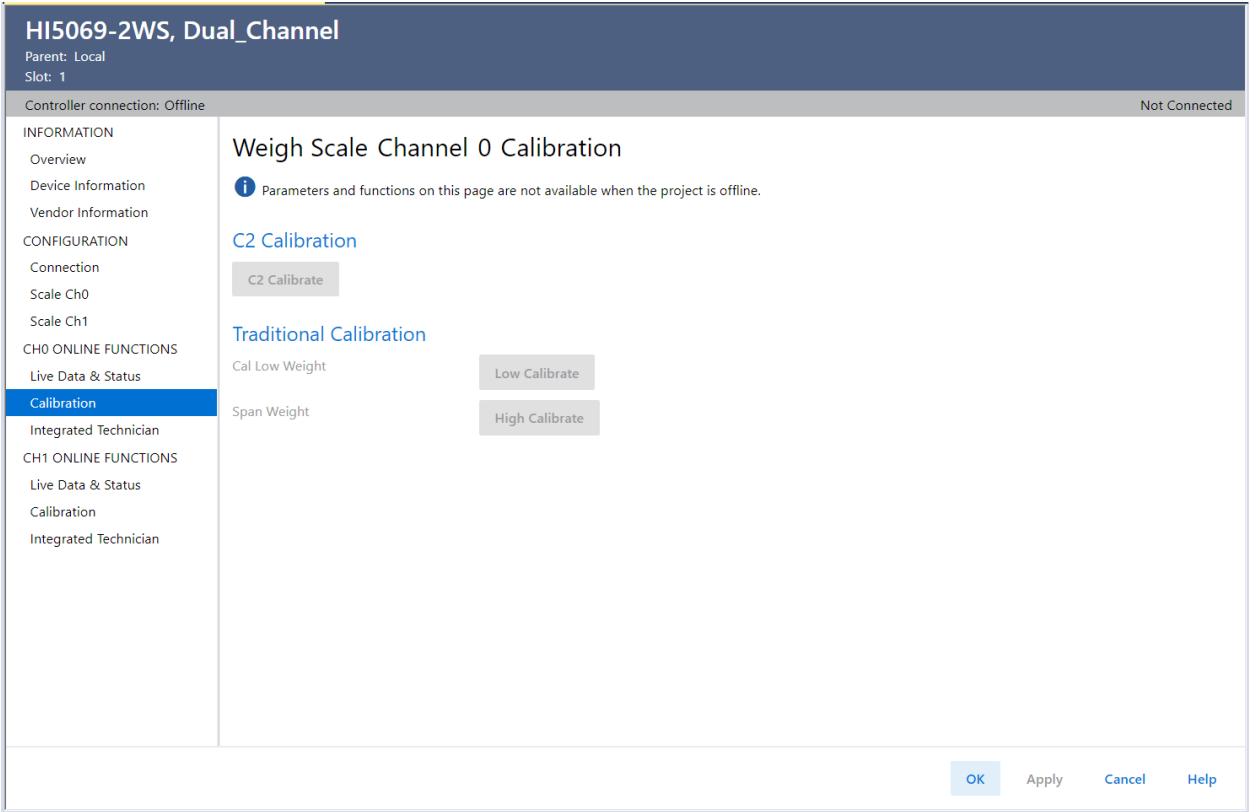 HI5069-2WS, Dual_Channel
Parent: Local
Slot: 1
Controller connection: Offline
Not Connected
INFORMATION
Overview
Device Information
Vendor Information
CONFIGURATION
Connection
Scale Ch0
Scale Ch1
CH0 ONLINE FUNCTIONS
Live Data & Status
Calibration
Integrated Technician
CH1 ONLINE FUNCTIONS
Live Data & Status
Calibration
Integrated Technician
Weigh Scale Channel 0 Calibration
Parameters and functions on this page are not available when the project is offline.
C2 Calibration
C2 Calibrate
Traditional Calibration
Cal Low Weight
Low Calibrate
Span Weight
High Calibrate
OK
Apply
Cancel
Help